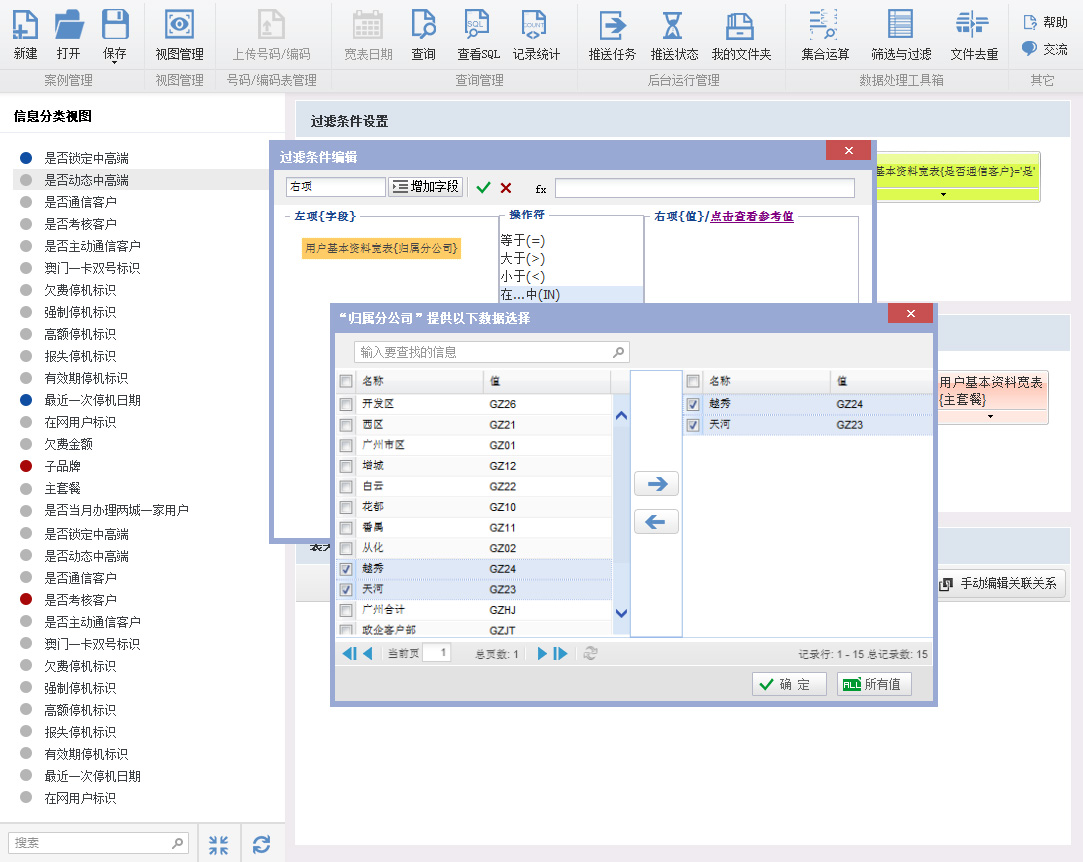 新建 打开 保存 视图管理 上传号码/编码 宽表日期 查询 查看SQL 记录统计 推送任务 推送状态 我的文件夹 集合运算 筛选与过滤 文件去重 帮助
交流
案例管理 视图管理 号码/编码表管理 查询管理 后台运行管理 数据处理工具箱 其它
信息分类视图
是否锁定中高端
是否动态中高端
是否通信客户
是否考核客户
是否主动通信客户
澳门一卡双号标识
欠费停机标识
强制停机标识
高额停机标识
报失停机标识
有效期停机标识
最近一次停机日期
在网用户标识
欠费金额
子品牌
主套餐
是否当月办理两城一家用户
是否锁定中高端
是否动态中高端
是否通信客户
是否考核客户
是否主动通信客户
澳门一卡双号标识
欠费停机标识
强制停机标识
高额停机标识
报失停机标识
有效期停机标识
最近一次停机日期
在网用户标识
搜索
过滤条件设置
基本资料宽表{是否通信客户}='是'
用户基本资料宽表
{主套餐}
手动编辑关联关系
过滤条件编辑
右项 增加字段 fx
左项{字段} 操作符 右项{值}/点击查看参考值
用户基本资料宽表{归属分公司}
等于(=)
大于(>)
小于(<)
在...中(IN)
“归属分公司”提供以下数据选择
输入要查找的信息
名称 值 名称 值
开发区 GZ26 越秀 GZ24
西区 GZ21 天河 GZ23
广州市区 GZ01
增城 GZ12
白云 GZ22
花都 GZ10
番禺 GZ11
从化 GZ02
越秀 GZ24
天河 GZ23
广州合计 GZHJ
政企客户部 GZJT
当前页 1 总页数: 1 记录行: 1 - 15 总记录数: 15
确 定 ALL 所有值